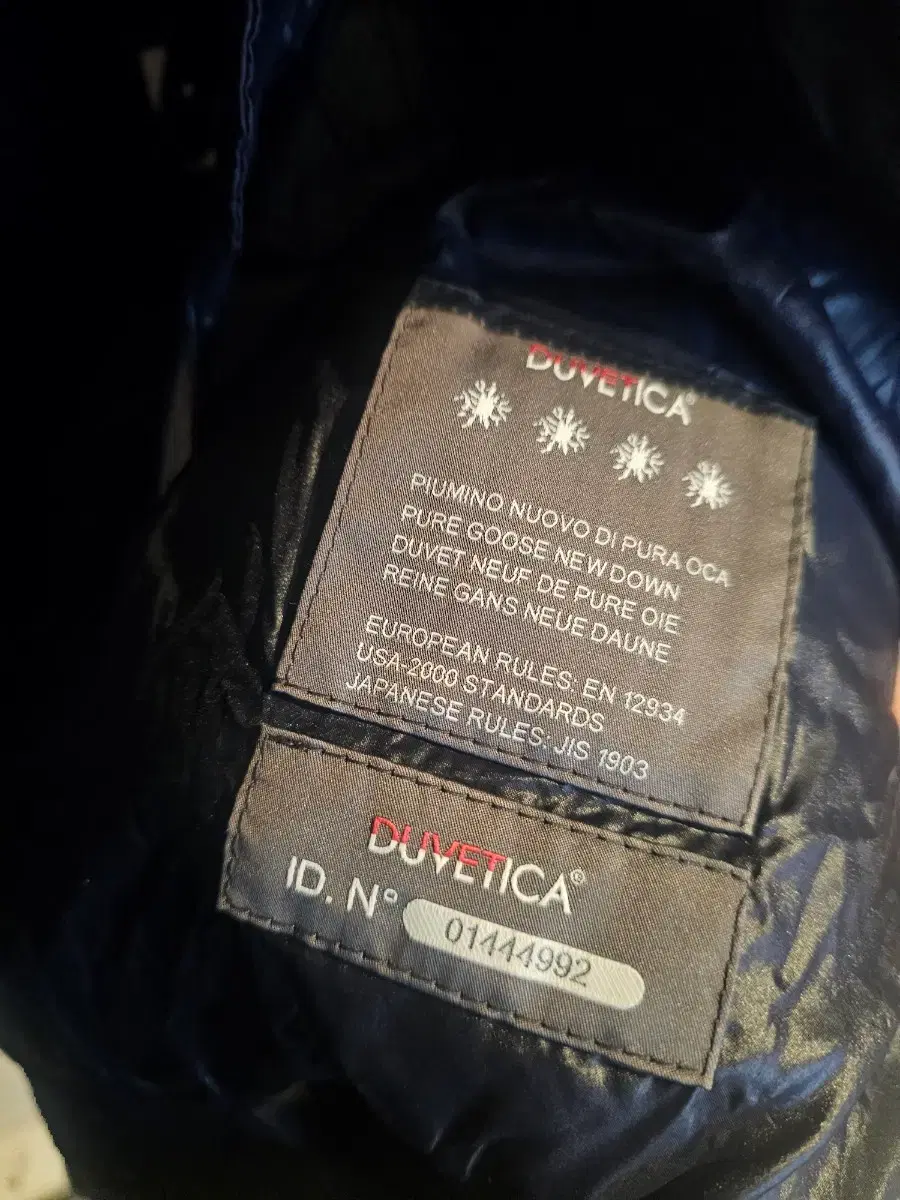 DUVETICA®
PIUMINO NUOVO DI PURA OCA
PURE GOOSE NEW DOWN
DUVET NEUF DE PURE OIE
REINE GANS NEUE DAUNE
EUROPEAN RULES: EN 12934
USA-2000 STANDARDS
JAPANESE RULES: JIS 1903
DUVETICA®
ID. N° 01444992